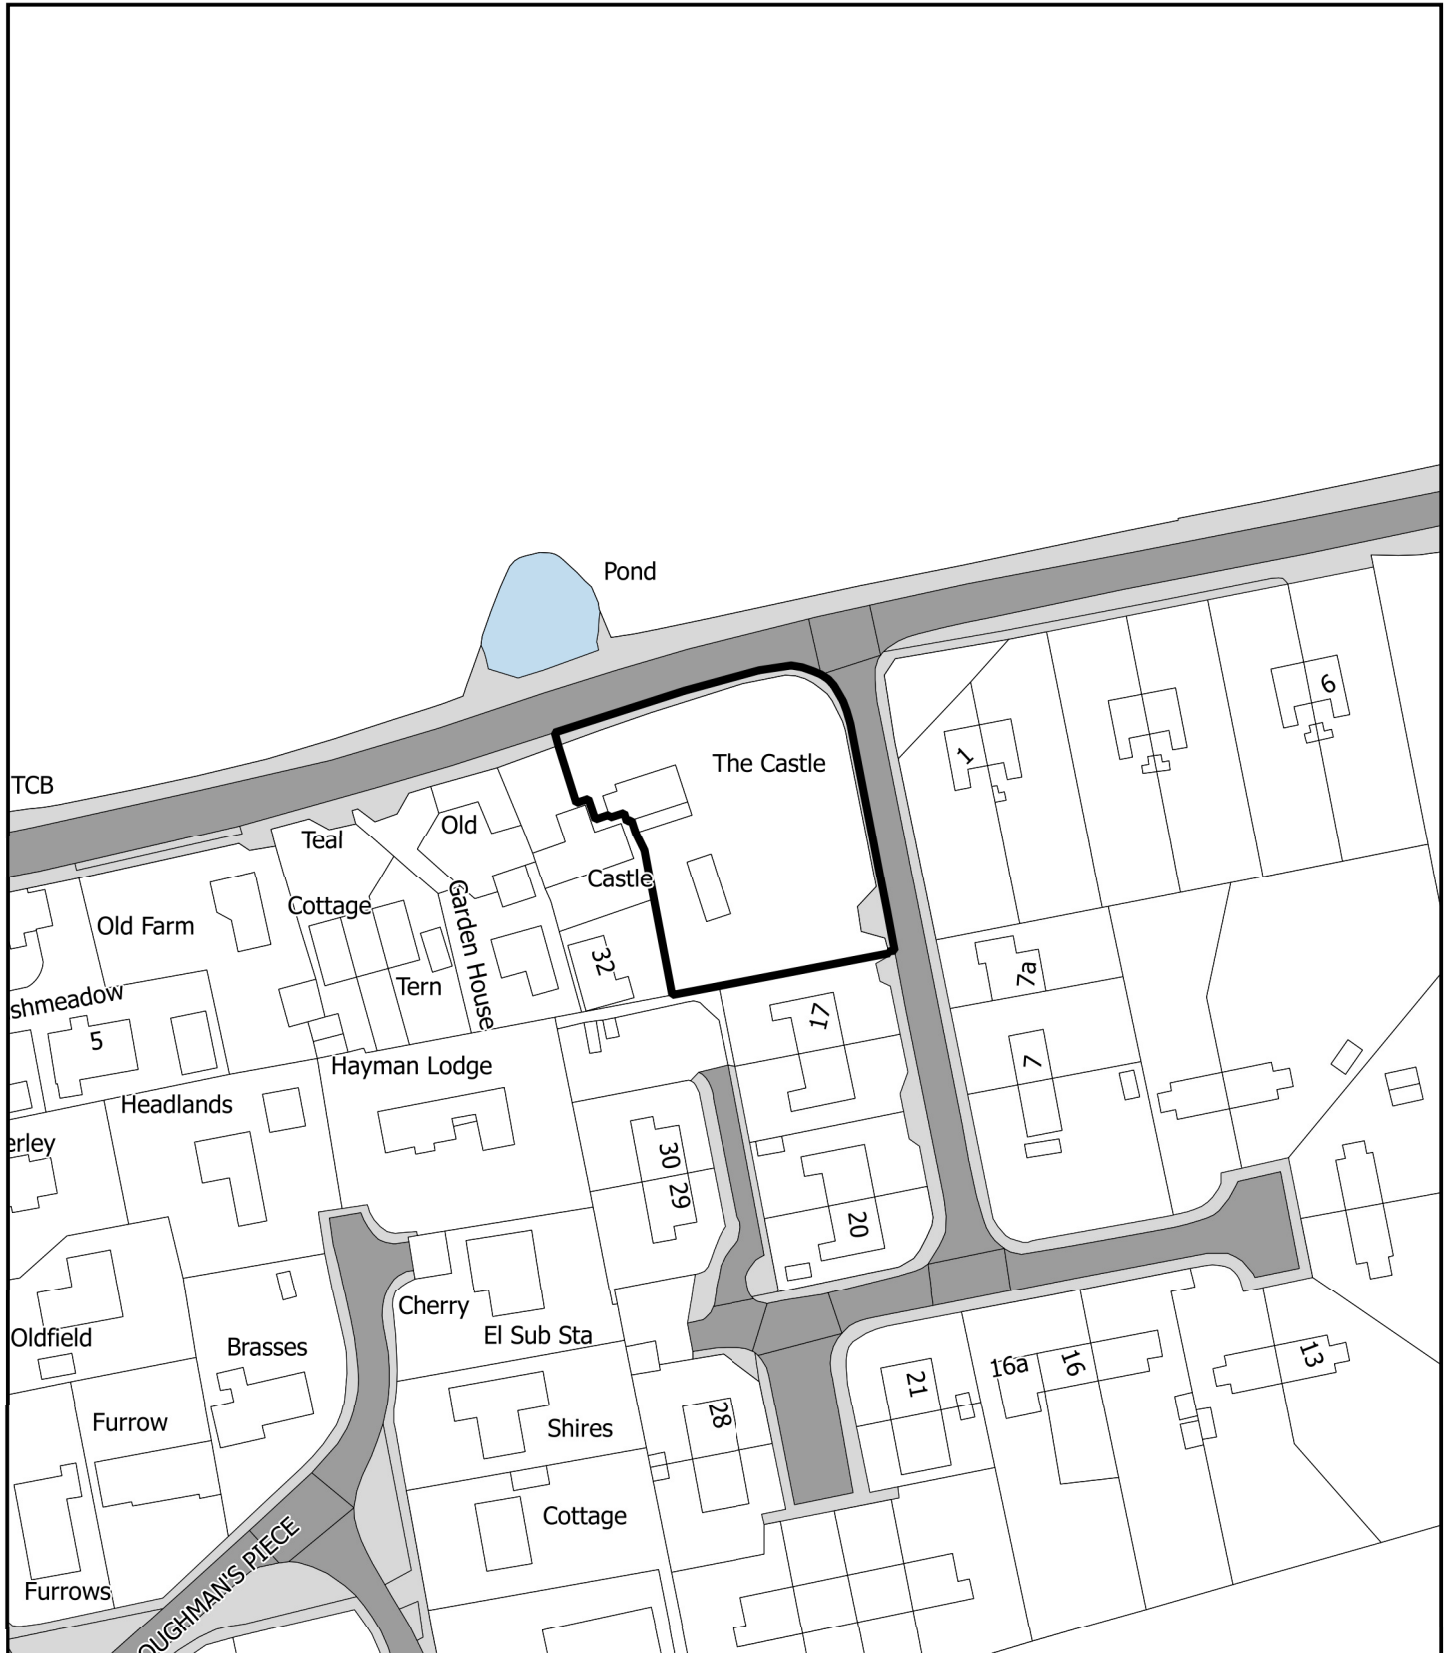 Pond
6
The Castle
1
TCB
Old
Teal
Castle
Cottage
Old Farm
Garden House
32
7a
Tern
shmeadow
17
5
7
Hayman Lodge
Headlands
erley
30
29
20
Cherry
El Sub Sta
Oldfield
Brasses
13
16a
16
21
28
Furrow
Shires
Cottage
OUGHMAN'S PIECE
Furrows